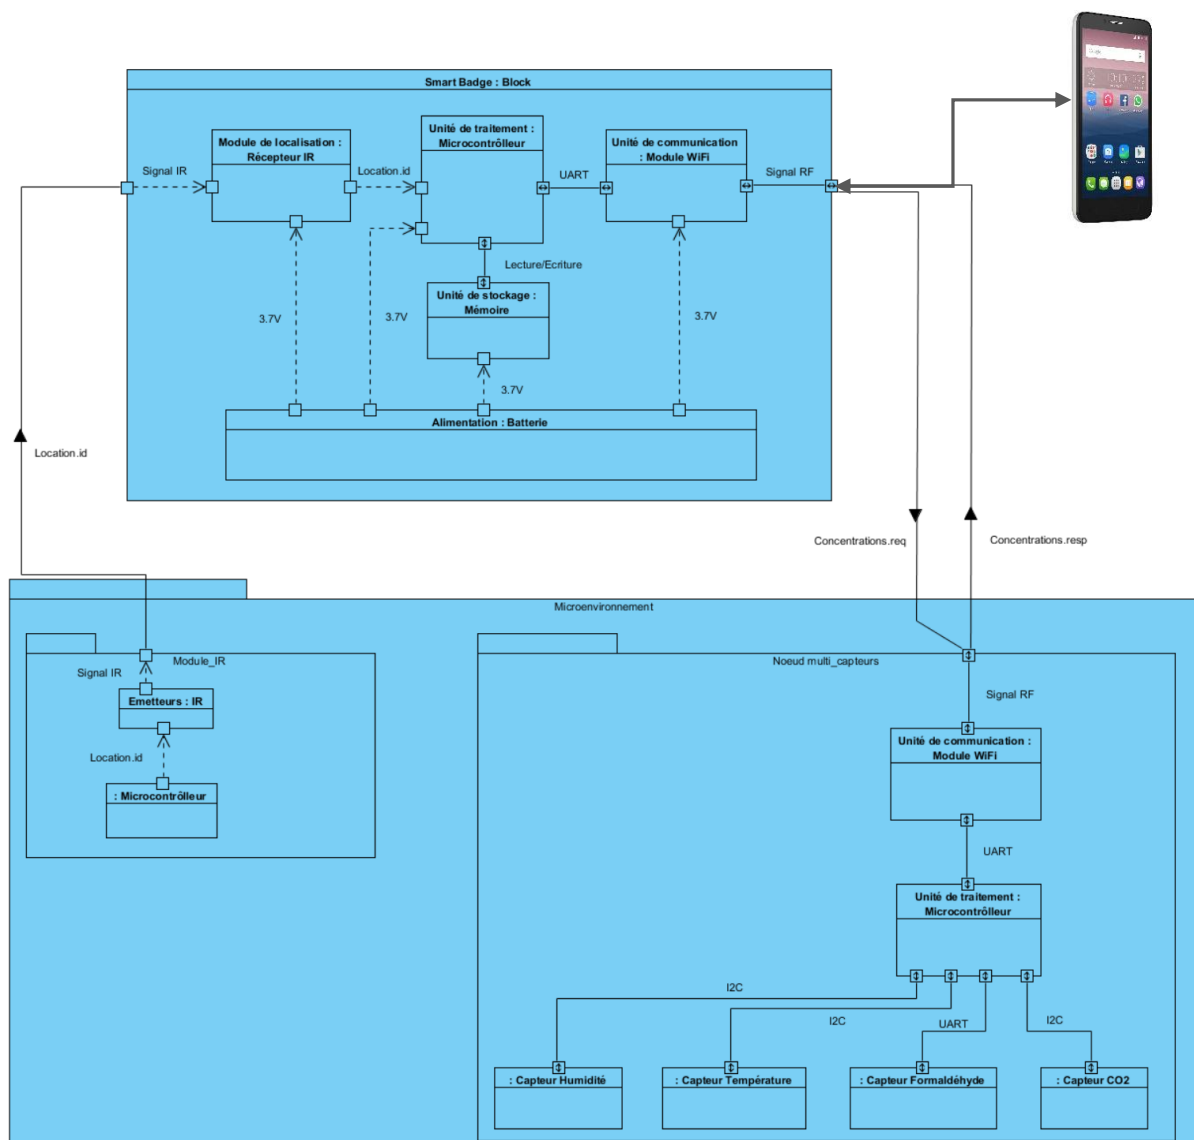 Smart Badge : Block
Module de localisation :
Récepteur IR
Unité de traitement :
Microcontrôlleur
Unité de communication
: Module WiFi
Signal IR
Location.id
UART
Signal RF
Lecture/Ecriture
Unité de stockage :
Mémoire
3.7V
3.7V
3.7V
3.7V
Alimentation : Batterie
Location.id
Concentrations.req
Concentrations.resp
Microenvironnement
Module_IR
Signal IR
Emetteurs : IR
Location.id
: Microcontrôlleur
Noeud multi_capteurs
Signal RF
Unité de communication :
Module WiFi
UART
Unité de traitement :
Microcontrôlleur
I2C
I2C
UART
I2C
: Capteur Humidité
: Capteur Température
: Capteur Formaldéhyde
: Capteur CO2